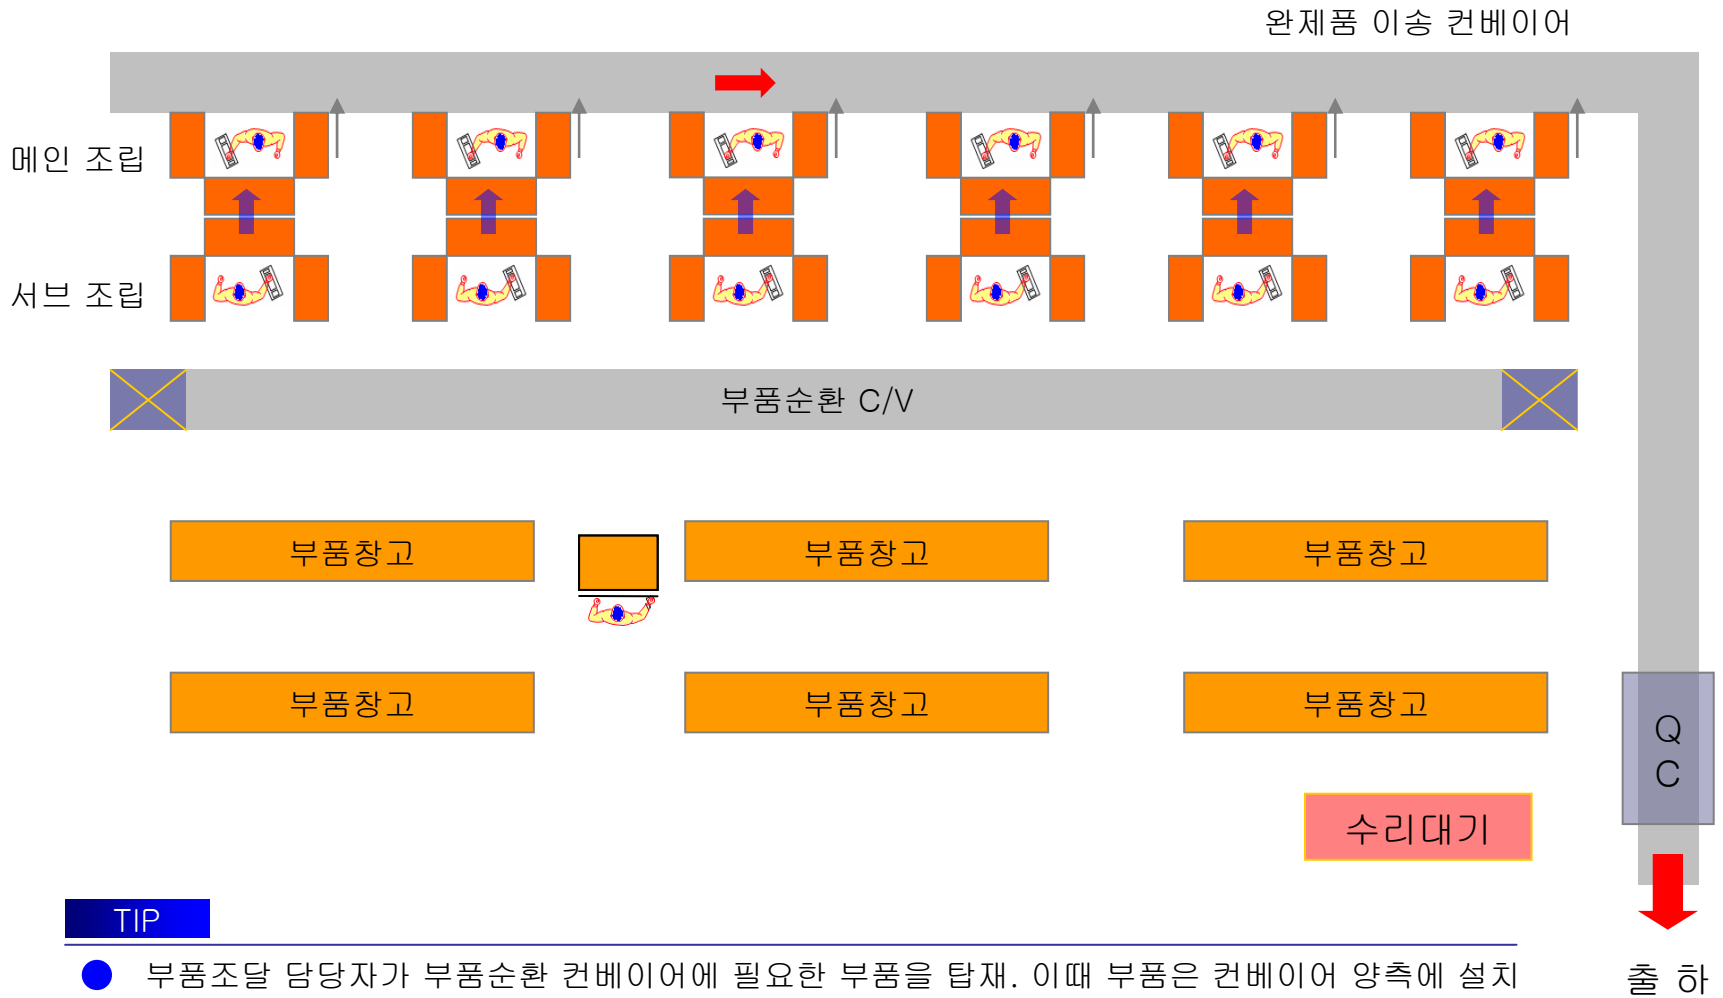 완제품 이송 컨베이어
메인 조립
서브 조립
부품순환 C/V
부품창고 부품창고 부품창고
부품창고 부품창고 부품창고
Q
C
수리대기
TIP
부품조달 담당자가 부품순환 컨베이어에 필요한 부품을 탑재. 이때 부품은 컨베이어 양측에 설치
출 하